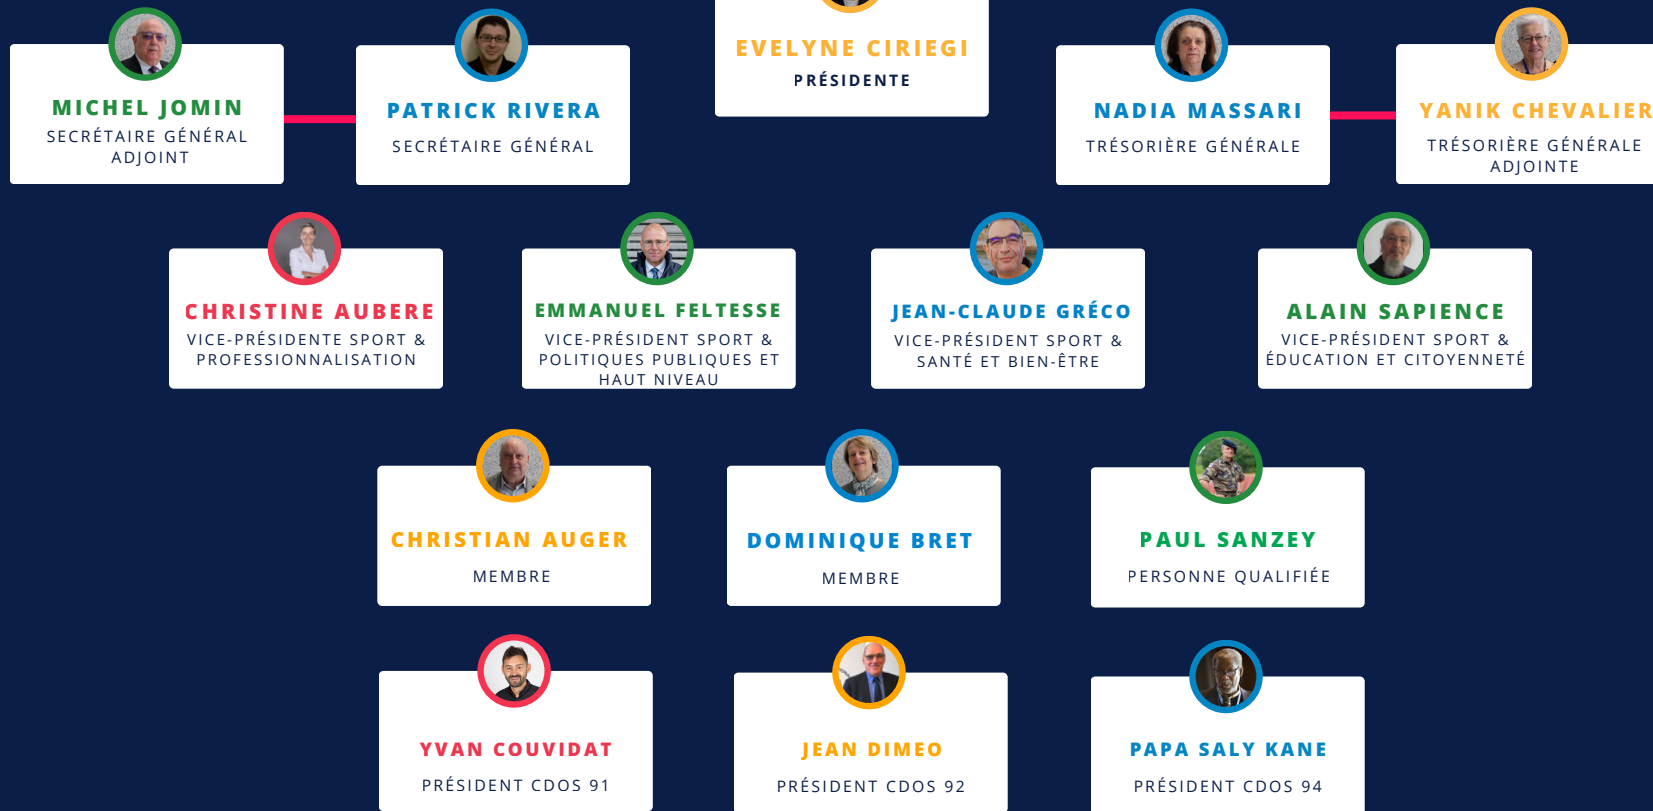 EVELYNE CIRIEGI
PRÉSIDENTE
MICHEL JOMIN
SECRÉTAIRE GÉNÉRAL
ADJOINT
PATRICK RIVERA
SECRÉTAIRE GÉNÉRAL
NADIA MASSARI
TRÉSORIÈRE GÉNÉRALE
YANIK CHEVALIER
TRÉSORIÈRE GÉNÉRALE
ADJOINTE
CHRISTINE AUBERE
VICE-PRÉSIDENTE SPORT &
PROFESSIONNALISATION
EMMANUEL FELTESSE
VICE-PRÉSIDENT SPORT &
POLITIQUES PUBLIQUES ET
HAUT NIVEAU
JEAN-CLAUDE GRÉCO
VICE-PRÉSIDENT SPORT &
SANTÉ ET BIEN-ÊTRE
ALAIN SAPIENCE
VICE-PRÉSIDENT SPORT &
ÉDUCATION ET CITOYENNETÉ
CHRISTIAN AUGER
MEMBRE
DOMINIQUE BRET
MEMBRE
PAUL SANZEY
PERSONNE QUALIFIÉE
YVAN COUVIDAT
PRÉSIDENT CDOS 91
JEAN DIMEO
PRÉSIDENT CDOS 92
PAPA SALY KANE
PRÉSIDENT CDOS 94